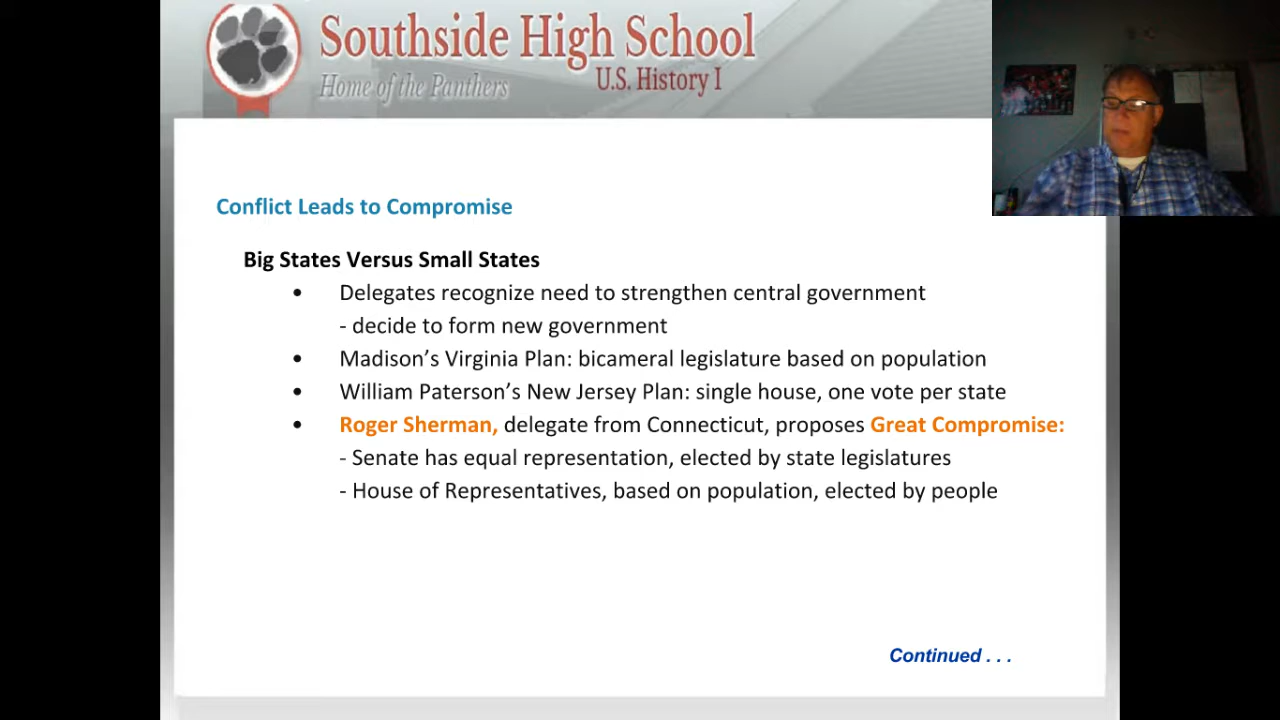 Southside High School
Home of the Panthers
U.S. History I
Conflict Leads to Compromise
Big States Versus Small States
• Delegates recognize need to strengthen central government
- decide to form new government
• Madison’s Virginia Plan: bicameral legislature based on population
• William Paterson’s New Jersey Plan: single house, one vote per state
• Roger Sherman, delegate from Connecticut, proposes Great Compromise:
- Senate has equal representation, elected by state legislatures
- House of Representatives, based on population, elected by people
Continued . . .